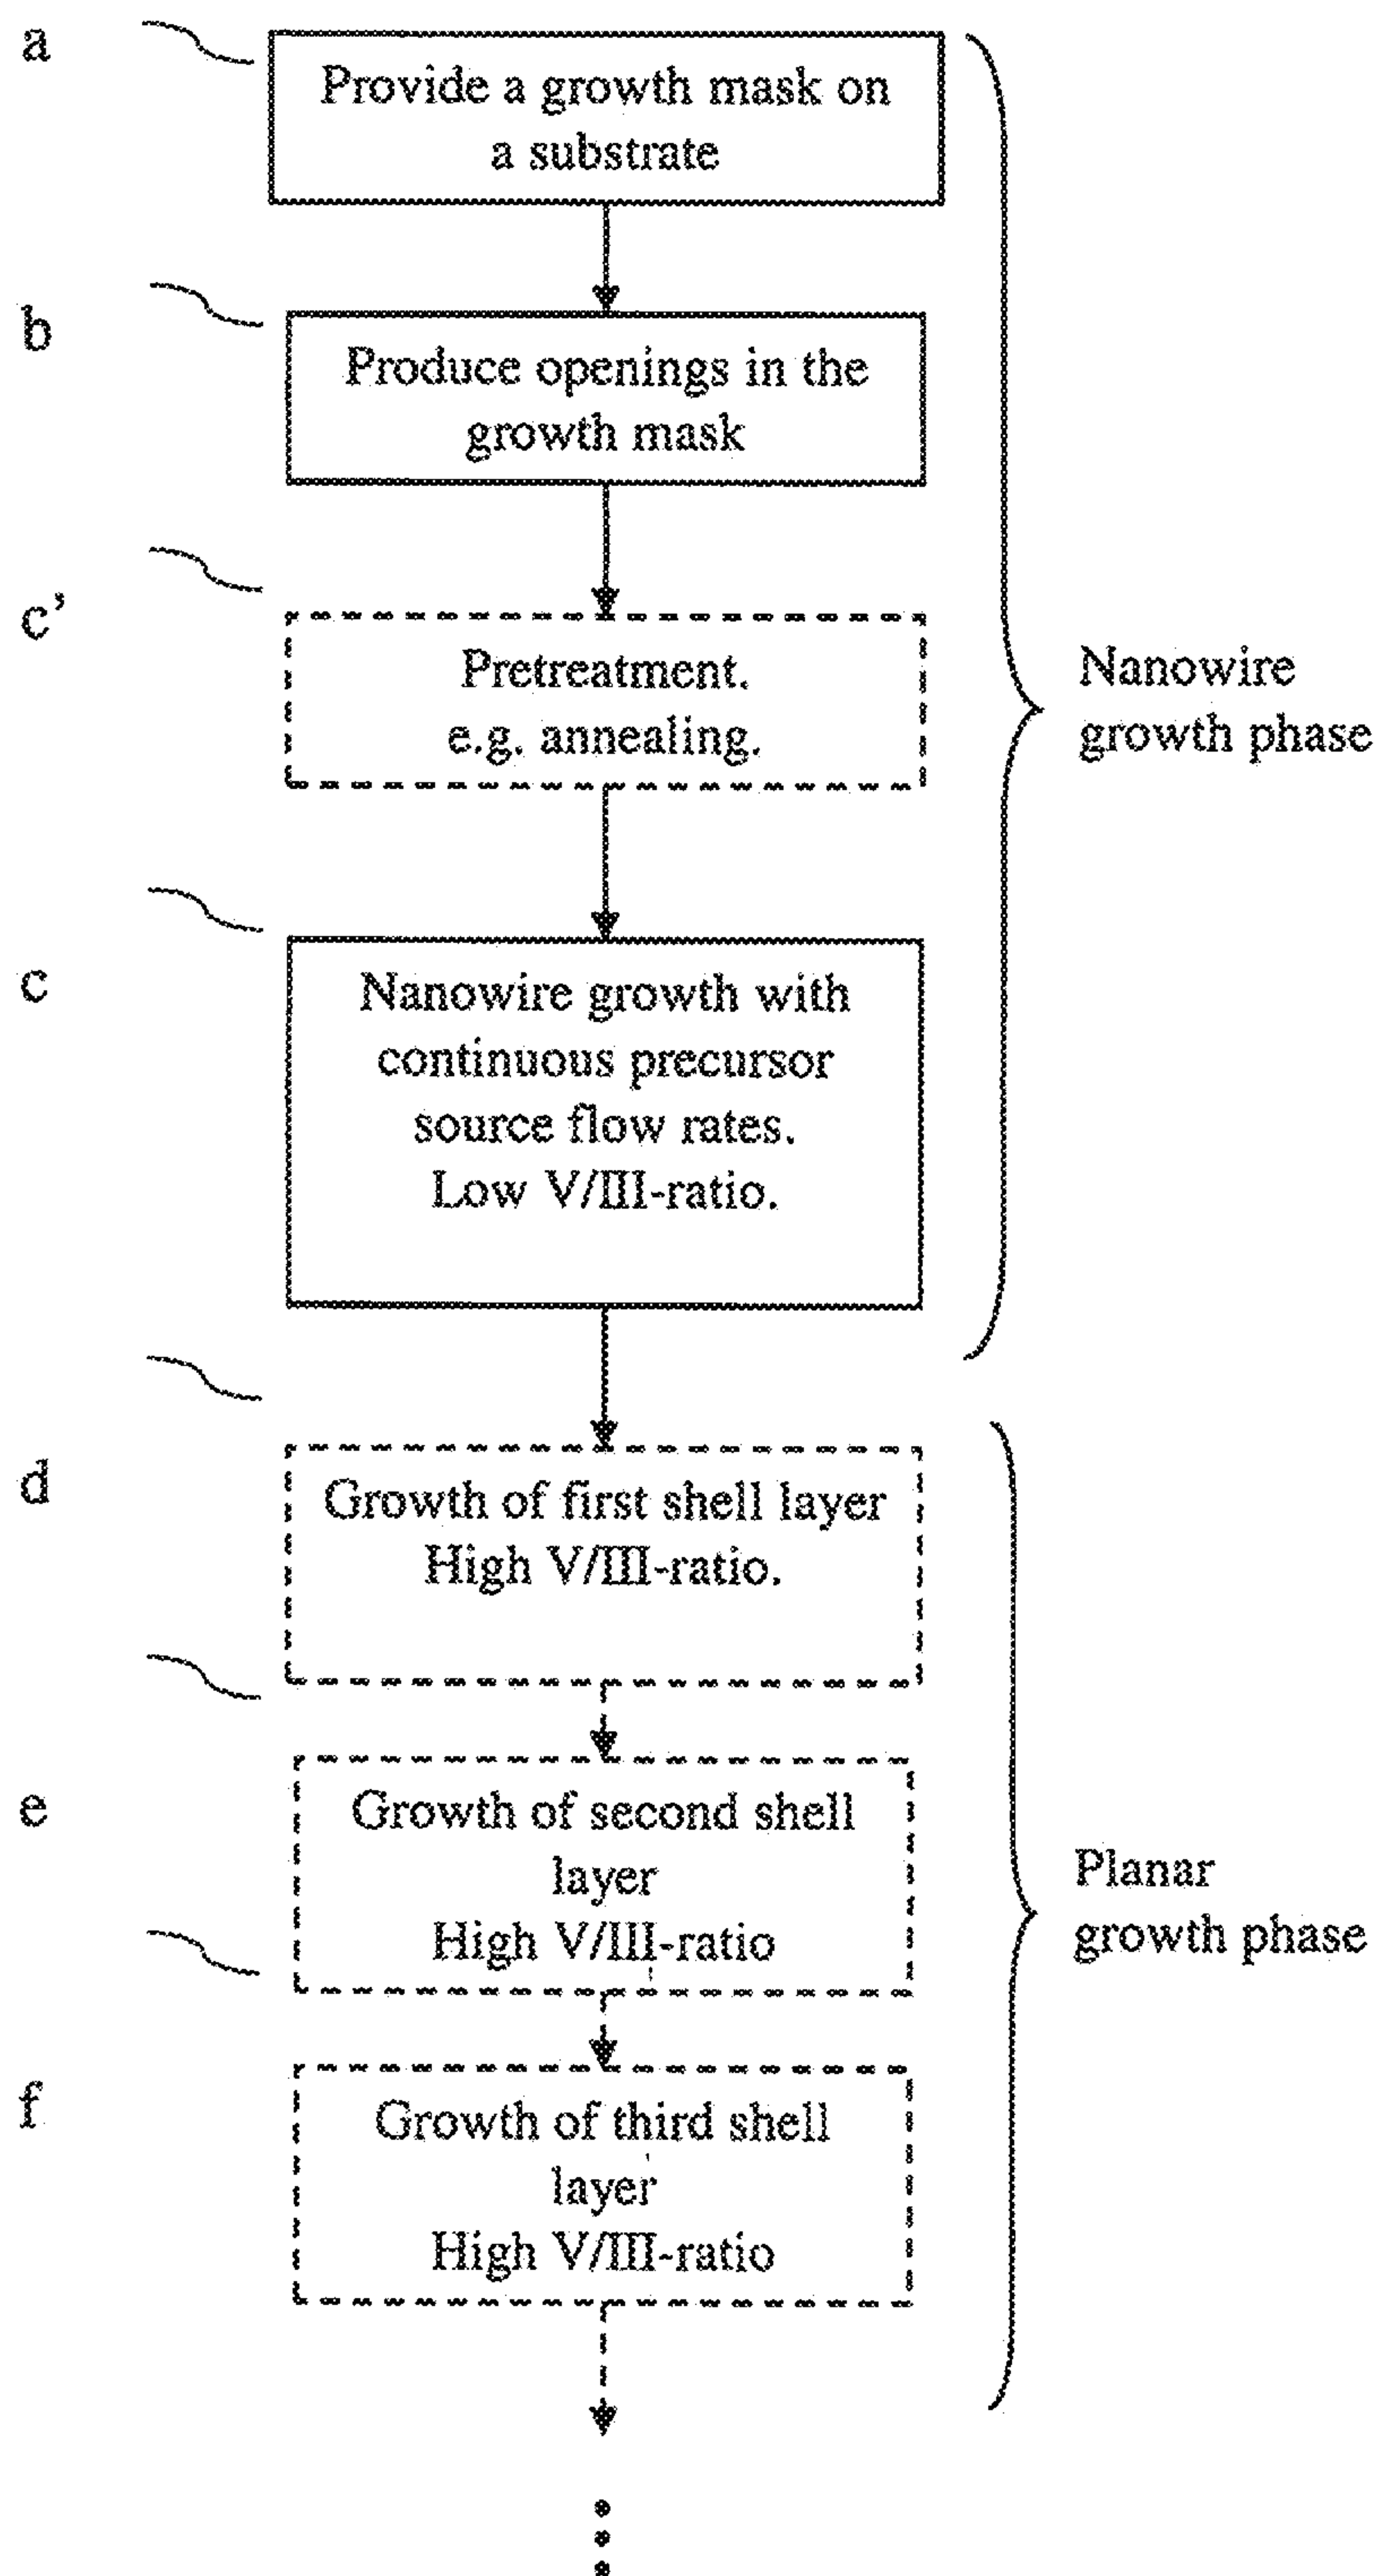 a
Provide a growth mask on
a substrate
b
Produce openings in the
growth mask
c’
Pretreatment.
e.g. annealing.
Nanowire
growth phase
c
Nanowire growth with
continuous precursor
source flow rates.
Low V/III-ratio.
d
Growth of first shell layer
High V/III-ratio.
e
Growth of second shell
layer
High V/III-ratio
Planar
growth phase
f
Growth of third shell
layer
High V/III-ratio